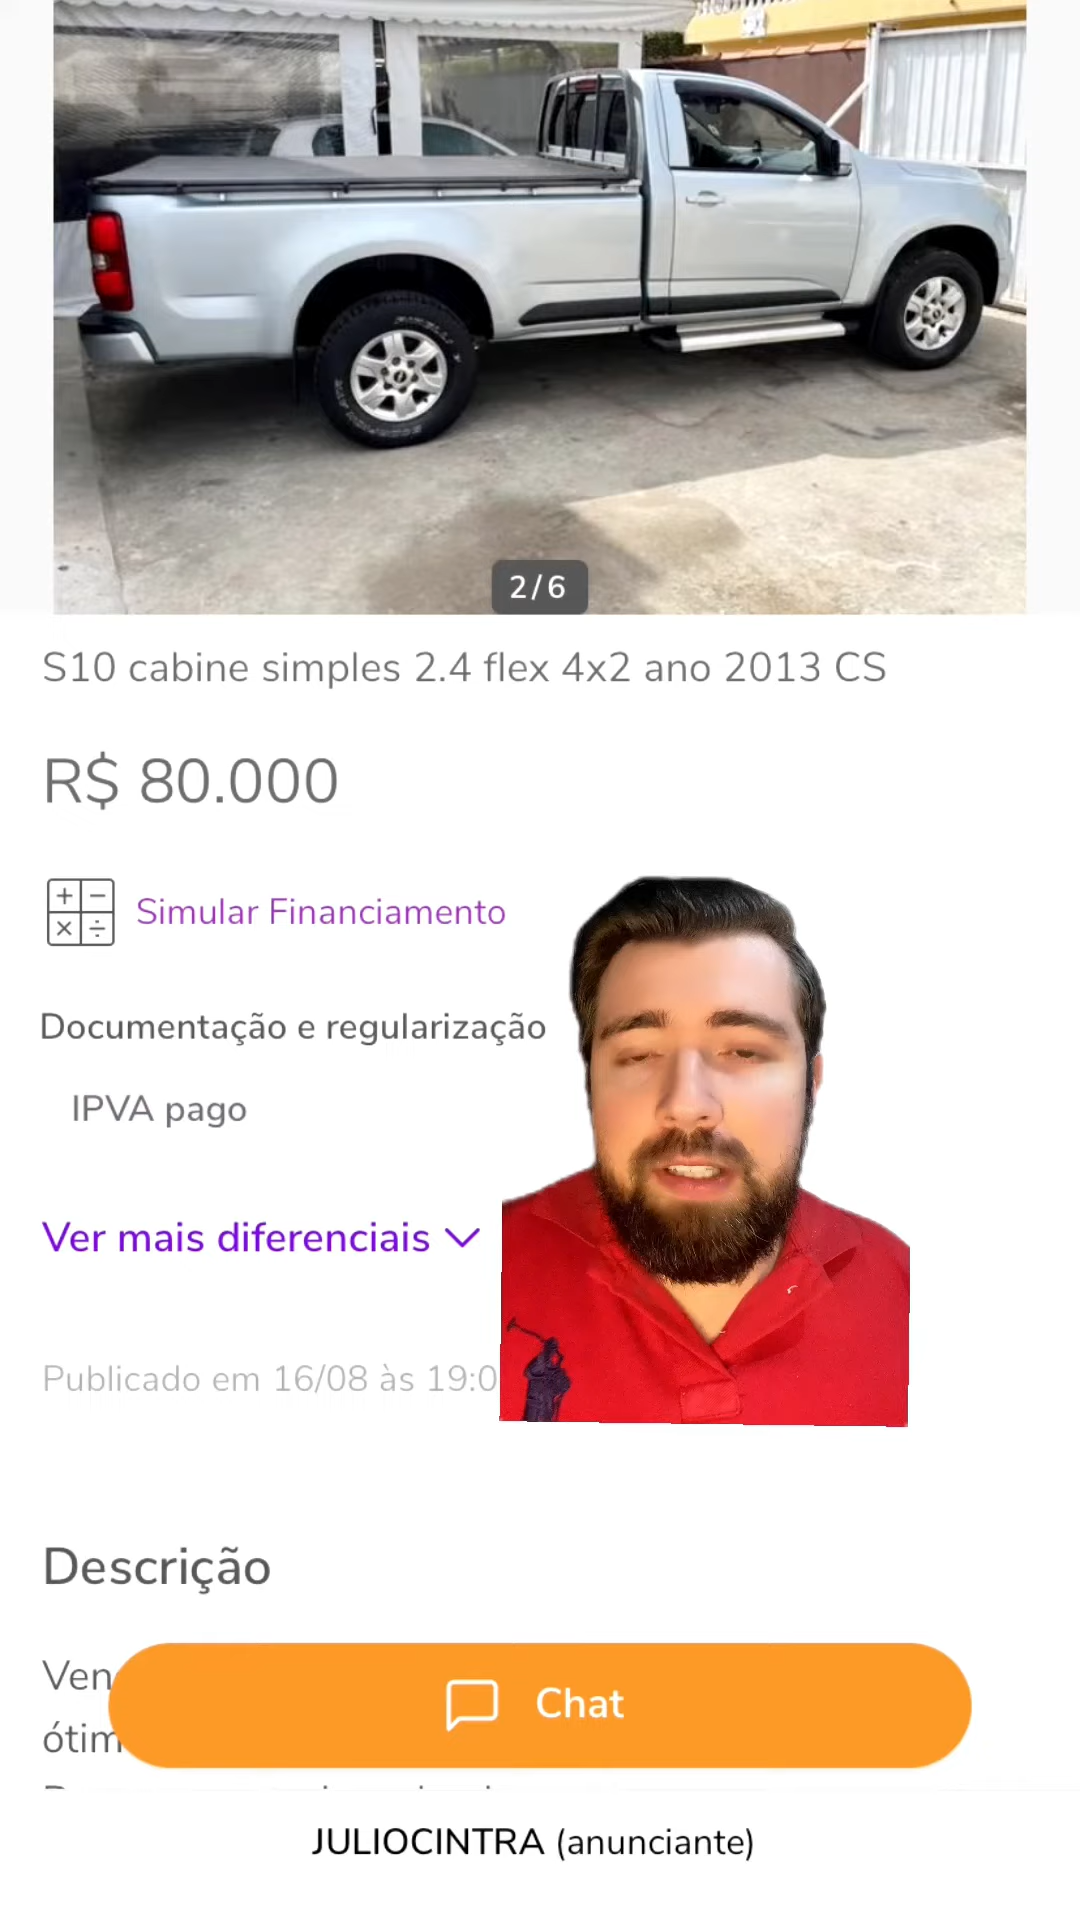 2/6
S10 cabine simples 2.4 flex 4x2 ano 2013 CS
R$ 80.000
Simular Financiamento
Documentação e regularização
IPVA pago
Ver mais diferenciais
Publicado em 16/08 às 19:0
Descrição
Ven
ótim
Chat
JULIOCINTRA (anunciante)